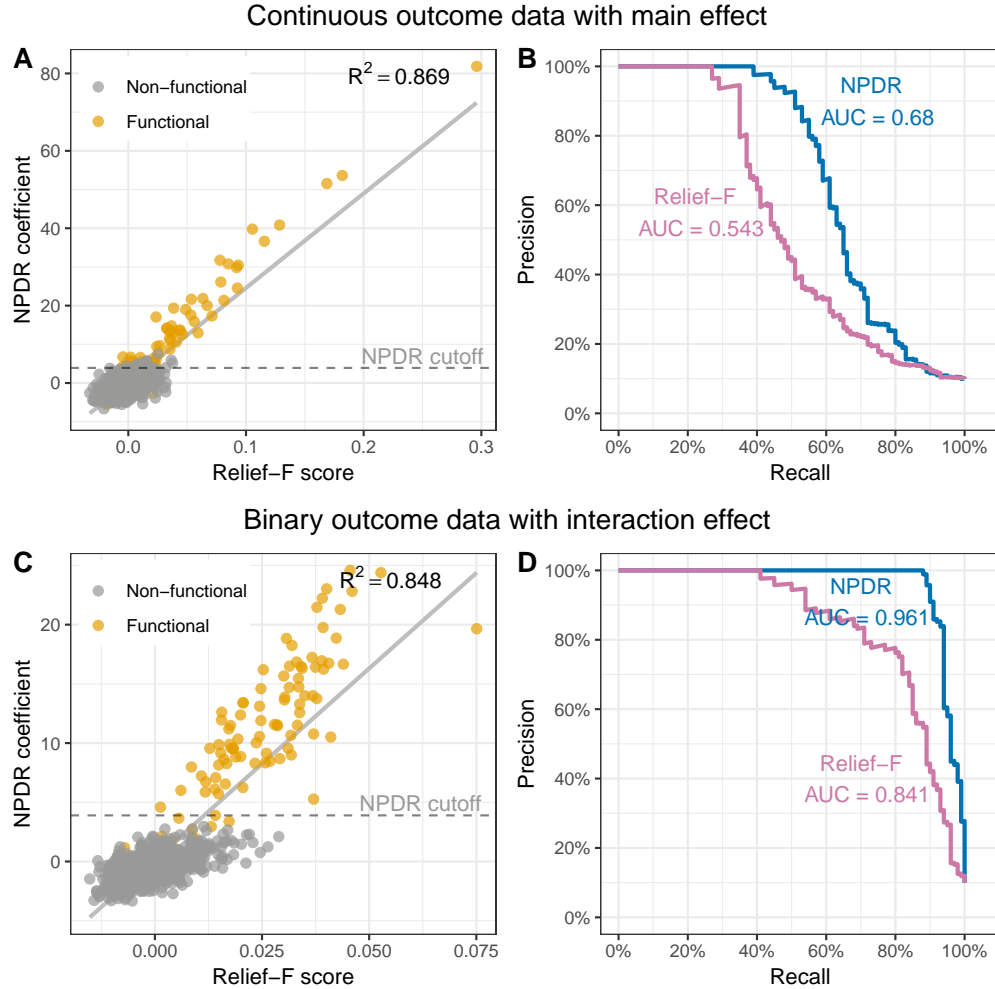 Continuous outcome data with main effect
A
NPDR coefficient
80
60
40
20
0
R² = 0.869
Non−functional
Functional
NPDR cutoff
0.0 0.1 0.2 0.3
Relief−F score
B
Precision
100%
80%
60%
40%
20%
0%
NPDR
AUC = 0.68
Relief−F
AUC = 0.543
0% 20% 40% 60% 80% 100%
Recall
Binary outcome data with interaction effect
C
NPDR coefficient
20
10
0
R² = 0.848
Non−functional
Functional
NPDR cutoff
0.000 0.025 0.050 0.075
Relief−F score
D
Precision
100%
80%
60%
40%
20%
0%
NPDR
AUC = 0.961
Relief−F
AUC = 0.841
0% 20% 40% 60% 80% 100%
Recall